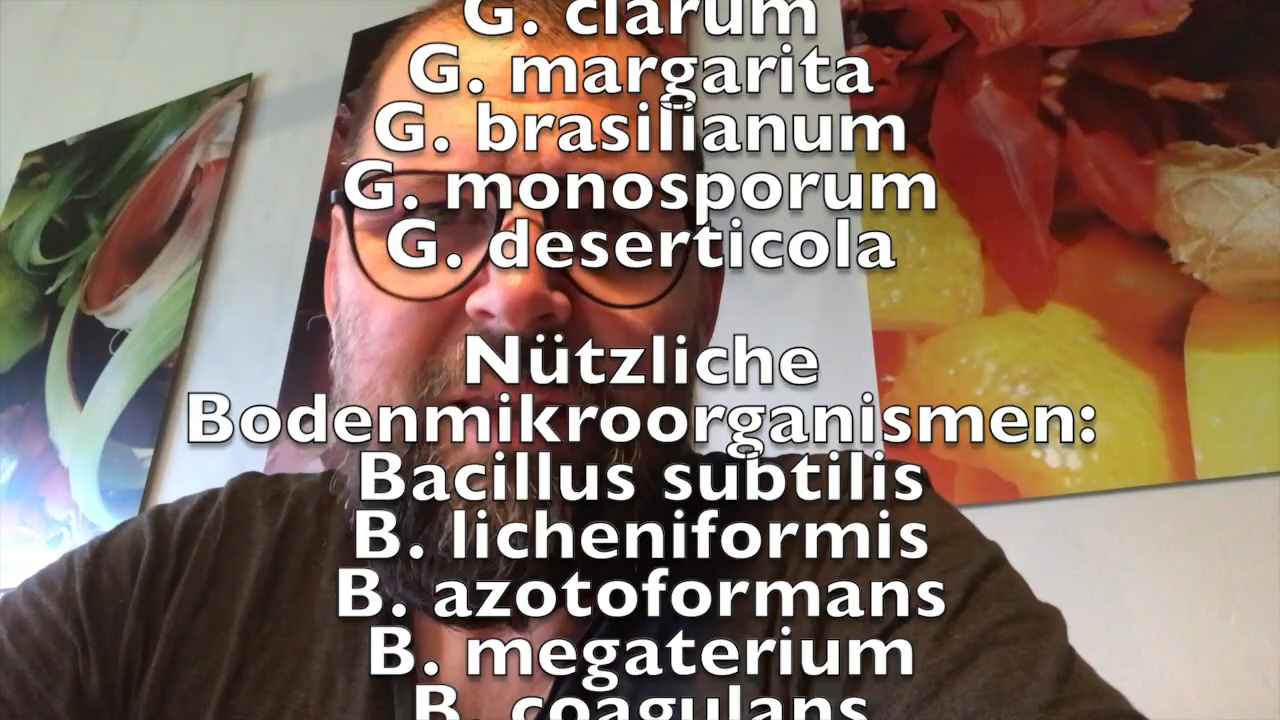 G. clarum
G. margarita
G. brasilianum
G. monosporum
G. deserticola
Nützliche
Bodenmikroorganismen:
Bacillus subtilis
B. licheniformis
B. azotoformans
B. megaterium
B. coagulans